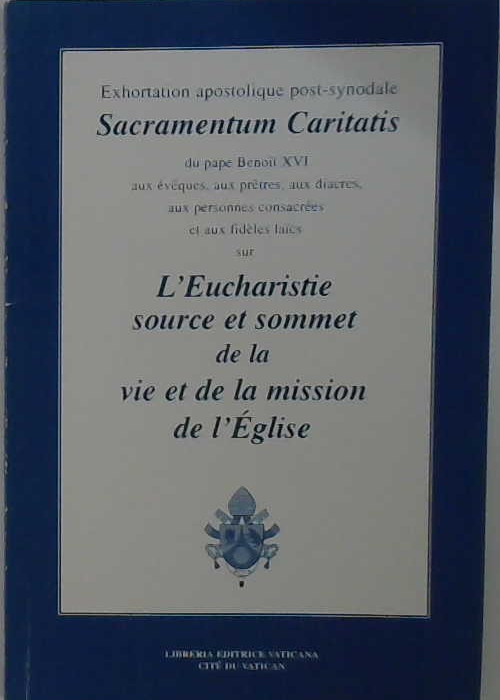 Exhortation apostolique post-synodale
Sacramentum Caritatis
du pape Benoît XVI
aux évêques, aux prêtres, aux diacres,
aux personnes consacrées
et aux fidèles laïcs
sur
L'Eucharistie
source et sommet
de la
vie et de la mission
de l'Église
LIBRERIA EDITRICE VATICANA
CITÉ DU VATICAN